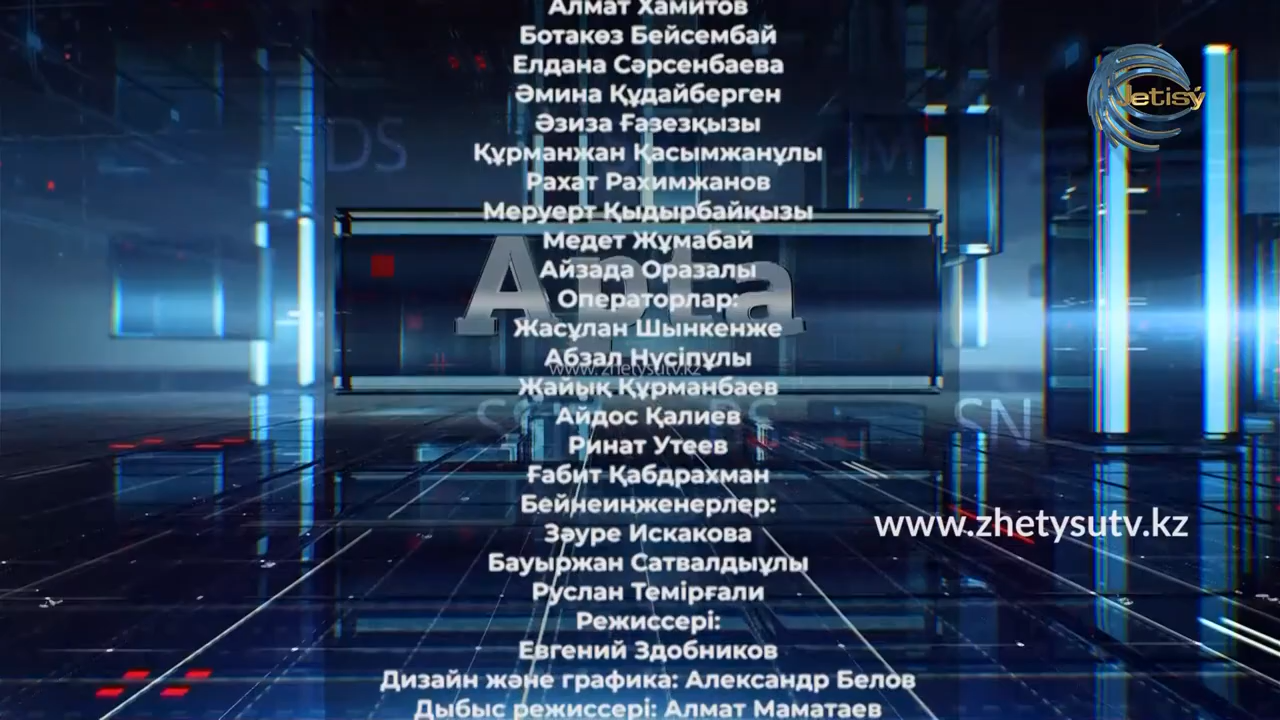 Алмат Хамитов
Ботакөз Бейсембай
Елдана Сәрсенбаева
Әмина Құдайберген
Әзиза Ғазезқызы
Құрманжан Қасымжанұлы
Рахат Рахимжанов
Меруерт Қыдырбайқызы
Медет Жұмабай
Айзада Оразалы
Операторлар:
Жасұлан Шынкенже
Абзал Нүсіпұлы
Жайық Құрманбаев
Айдос Қалиев
Ринат Утеев
Ғабит Қабдрахман
Бейнеинженерлер:
Зәуре Искакова
Бауыржан Сатвалдыұлы
Руслан Темірғали
Режиссері:
Евгений Здобников
Дизайн және графика: Александр Белов
Дыбыс режиссері: Алмат Маматаев
Jetisý
Apta
www.zhetysutv.kz
www.zhetysutv.kz
DS
SN